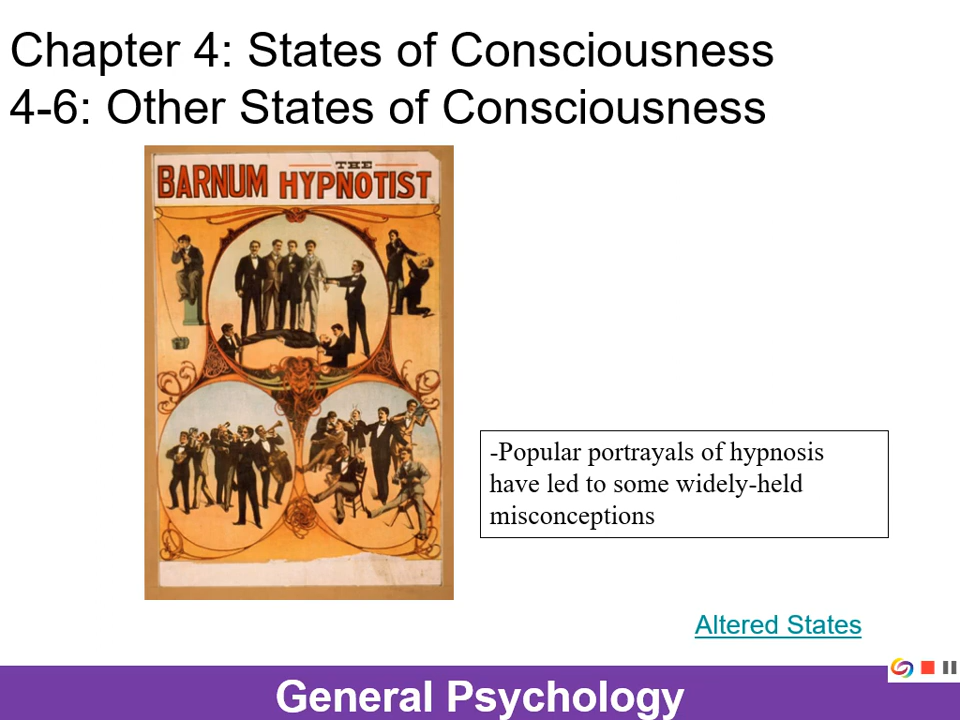 Chapter 4: States of Consciousness
4-6: Other States of Consciousness
THE
BARNUM HYPNOTIST
-Popular portrayals of hypnosis
have led to some widely-held
misconceptions
Altered States
General Psychology